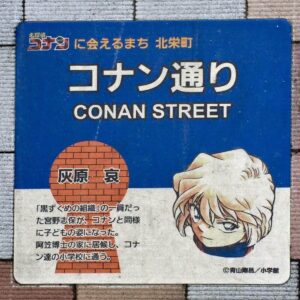 名探偵コナンに会えるまち 北栄町
コナン通り
CONAN STREET
灰原 哀
「黒ずくめの組織」の一員だっ
た宮野志保が、コナンと同様
に子どもの姿になった。
阿笠博士の家に居候し、コナ
ン達の小学校に通う。
©青山剛昌／小学館